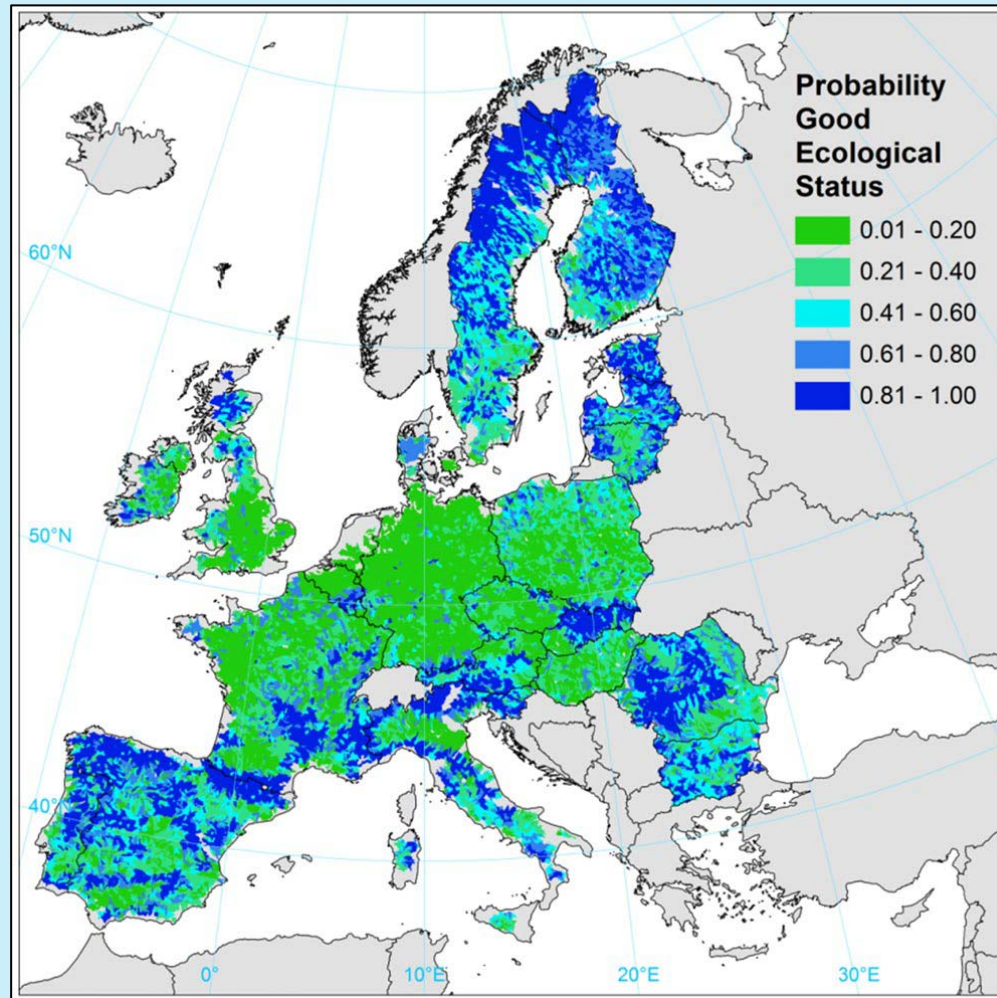 Probability
Good
Ecological
Status
0.01 - 0.20
0.21 - 0.40
0.41 - 0.60
0.61 - 0.80
0.81 - 1.00
60°N
50°N
40°N
0°
10°E
20°E
30°E